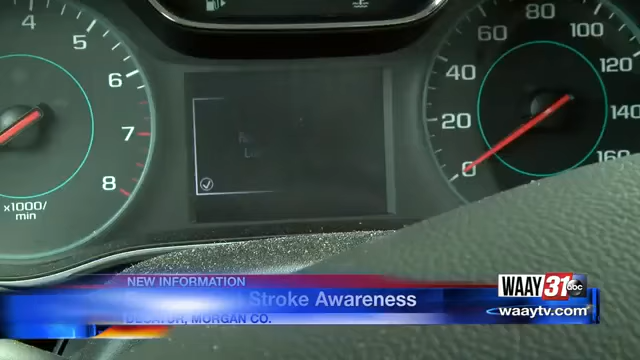 4
5
6
7
8
x1000/
min
0
20
40
60
80
100
120
140
160
NEW INFORMATION
Stroke Awareness
DECATUR, MORGAN CO.
WAAY 31 abc
waaytv.com